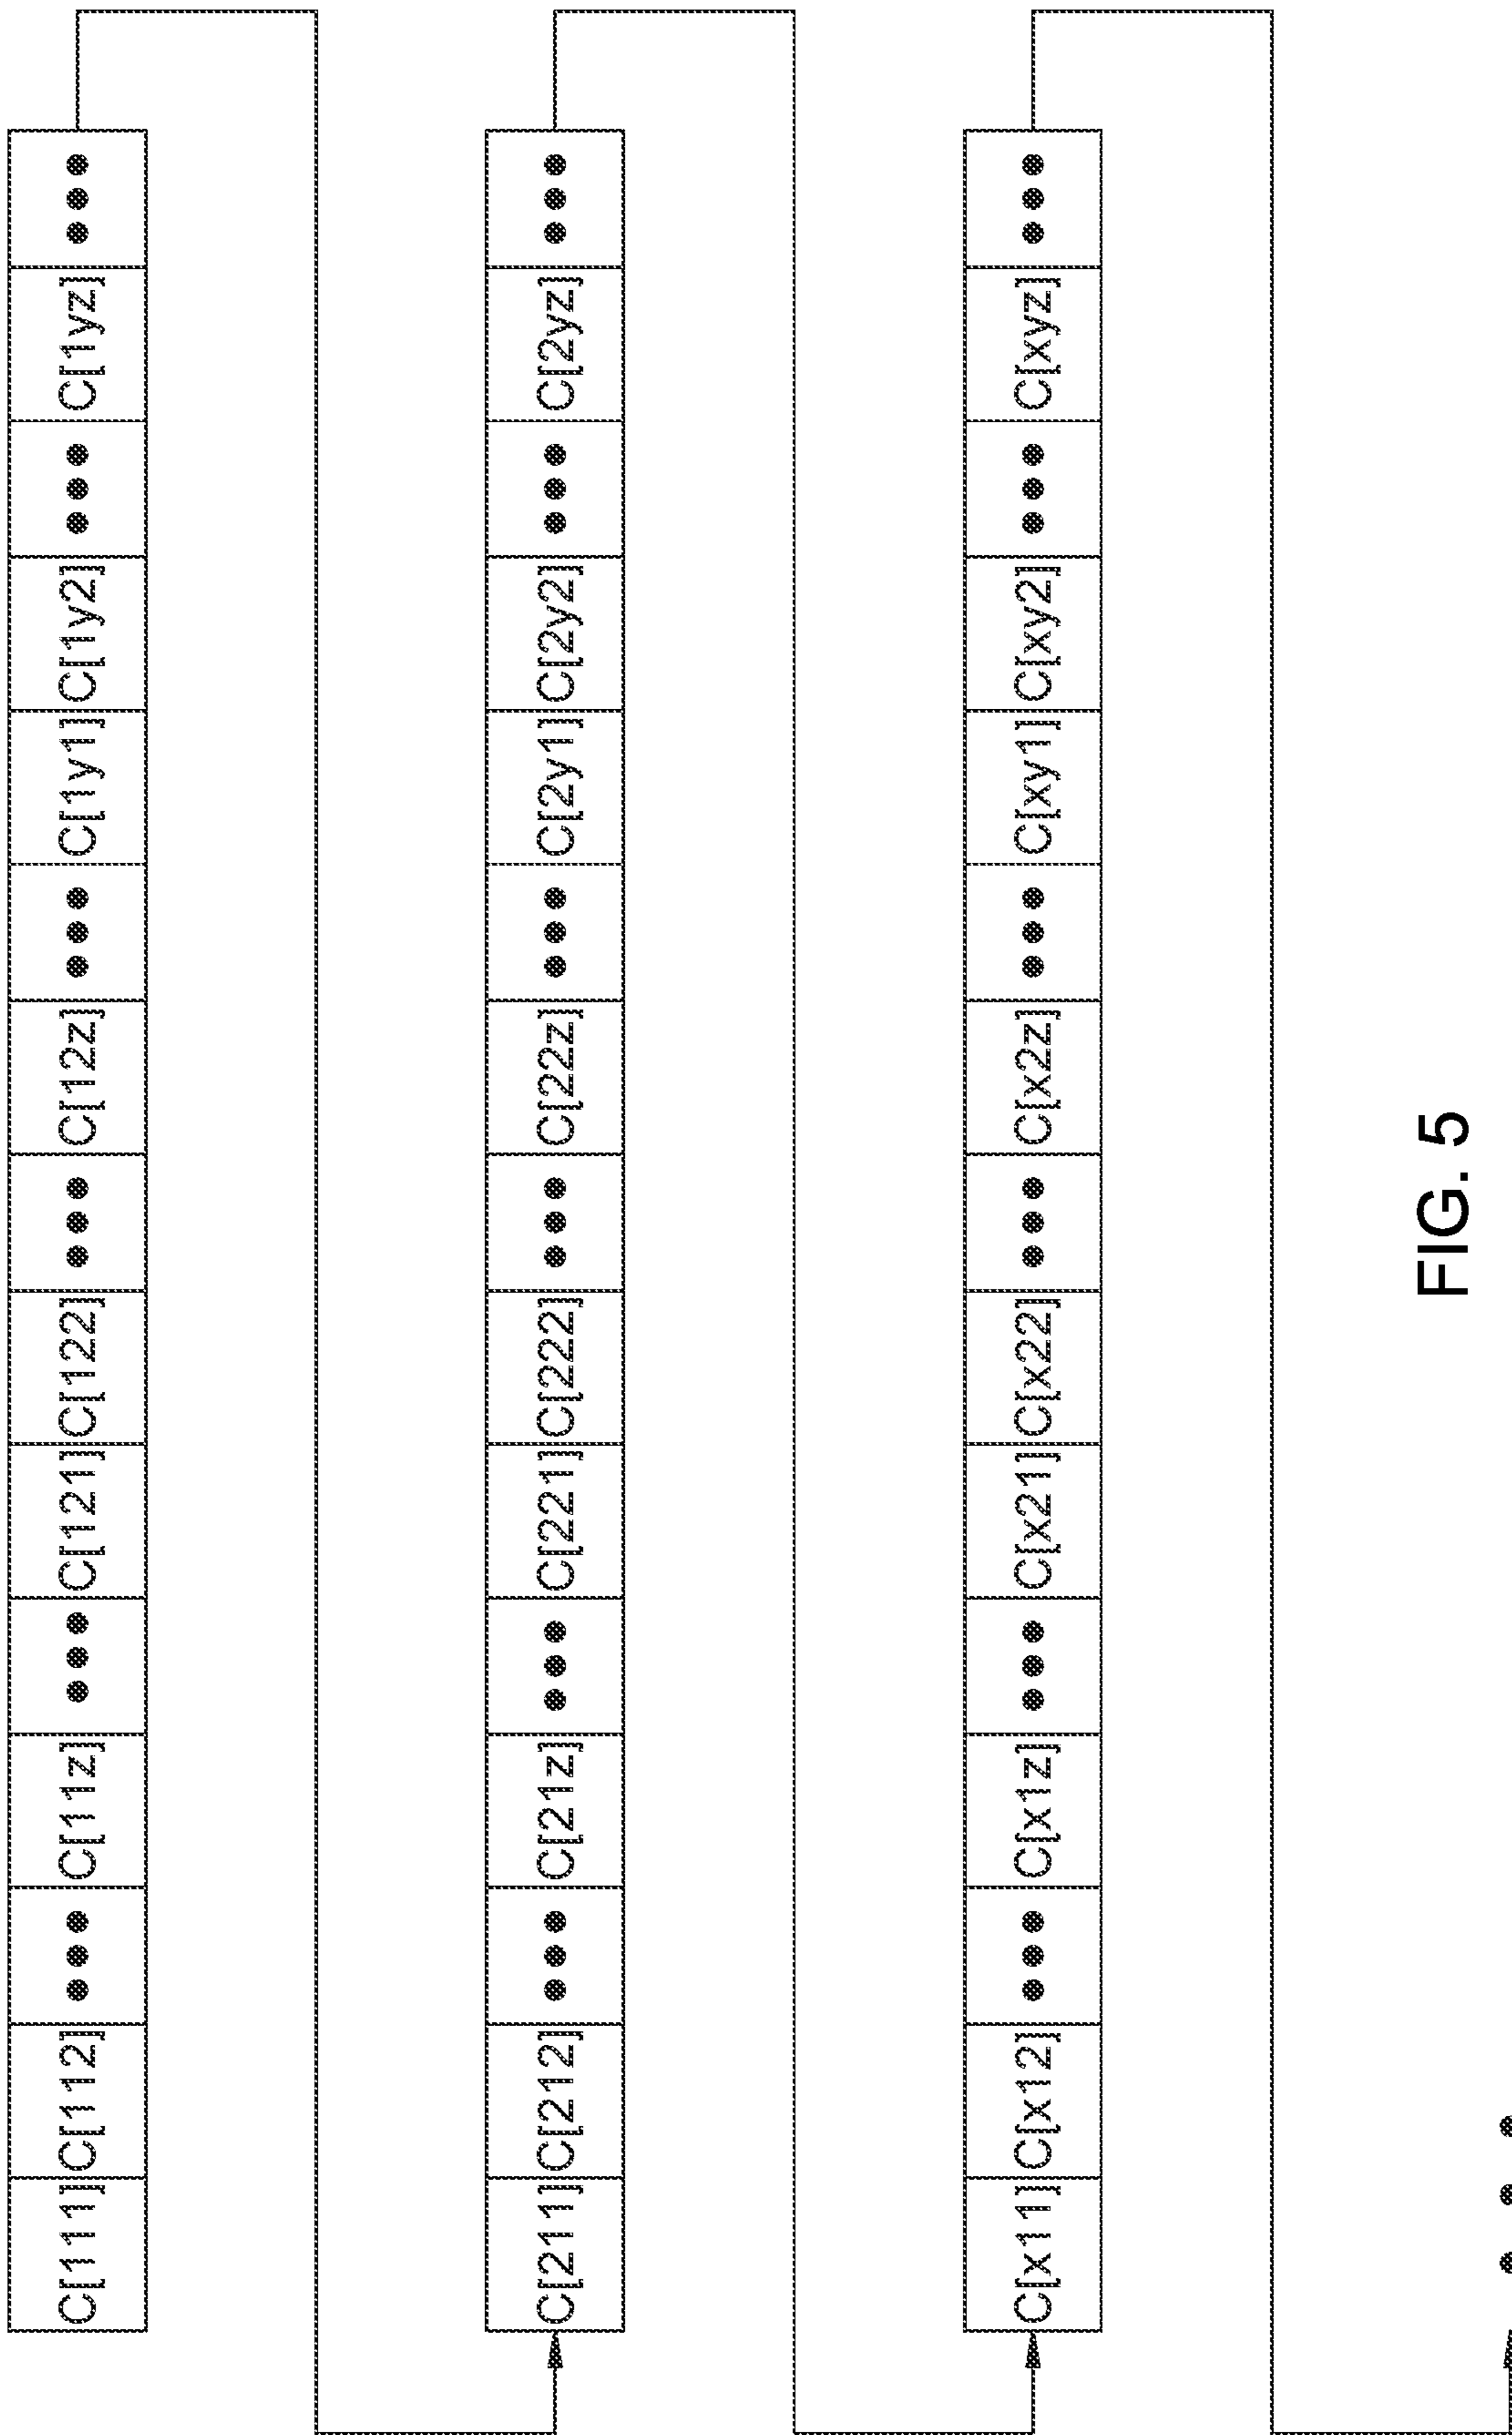 C[111] C[112] ••• C[11z] ••• C[121] C[122] ••• C[12z] ••• C[1y1] C[1y2] ••• C[1yz] •••
C[211] C[212] ••• C[21z] ••• C[221] C[222] ••• C[22z] ••• C[2y1] C[2y2] ••• C[2yz] •••
C[x11] C[x12] ••• C[x1z] ••• C[x21] C[x22] ••• C[x2z] ••• C[xy1] C[xy2] ••• C[xyz] •••
• • •
FIG. 5